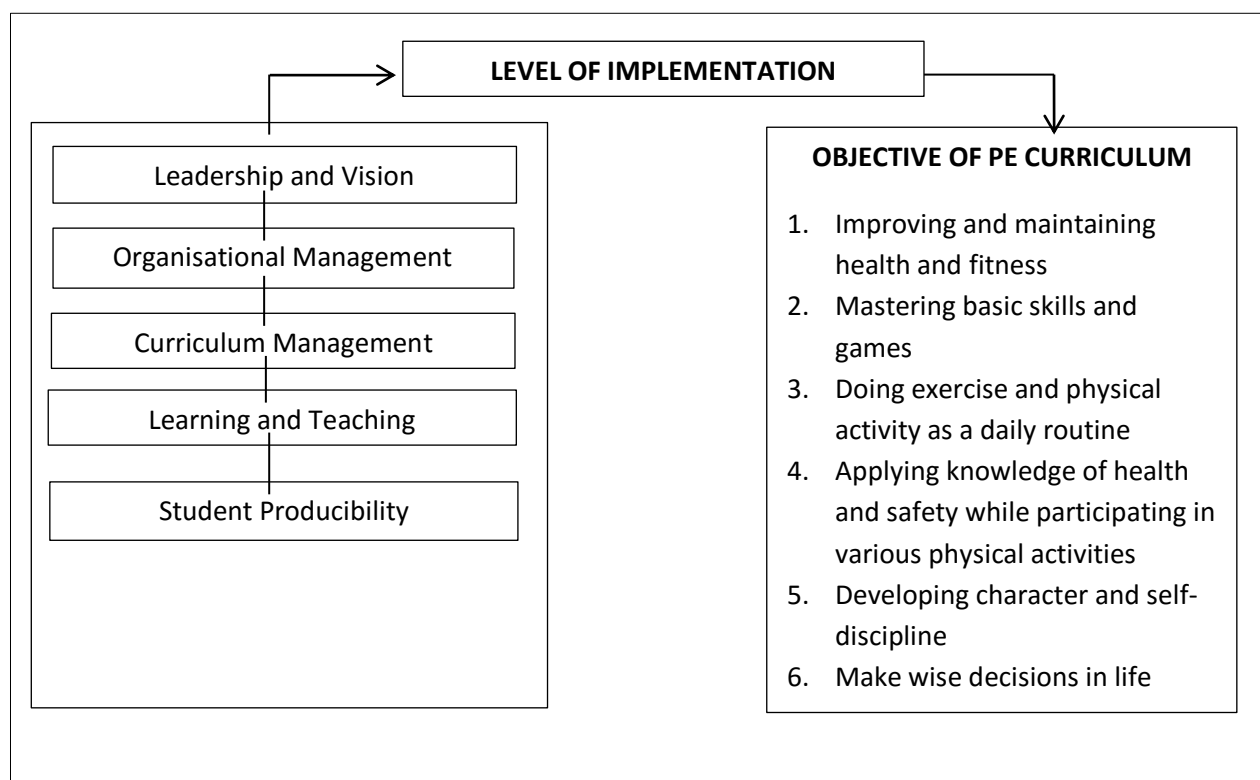 LEVEL OF IMPLEMENTATION
Leadership and Vision
Organisational Management
Curriculum Management
Learning and Teaching
Student Producibility
OBJECTIVE OF PE CURRICULUM
1. Improving and maintaining
health and fitness
2. Mastering basic skills and
games
3. Doing exercise and physical
activity as a daily routine
4. Applying knowledge of health
and safety while participating in
various physical activities
5. Developing character and self-
discipline
6. Make wise decisions in life